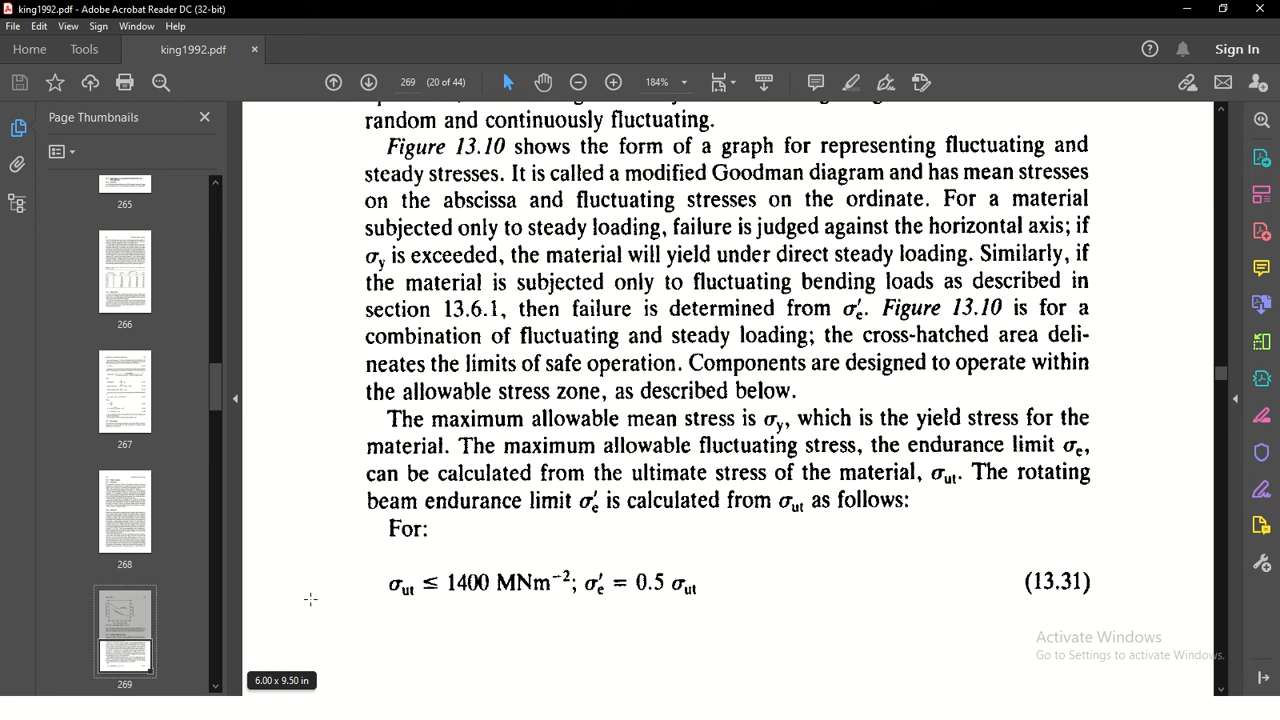 king1992.pdf - Adobe Acrobat Reader DC (32-bit)
File Edit View Sign Window Help
Home Tools king1992.pdf × Sign In
269 (20 of 44) 184%
Page Thumbnails
265
266
267
268
269
random and continuously fluctuating.
Figure 13.10 shows the form of a graph for representing fluctuating and
steady stresses. It is called a modified Goodman diagram and has mean stresses
on the abscissa and fluctuating stresses on the ordinate. For a material
subjected only to steady loading, failure is judged against the horizontal axis; if
σy is exceeded, the material will yield under direct steady loading. Similarly, if
the material is subjected only to fluctuating bending loads as described in
section 13.6.1, then failure is determined from σ′e. Figure 13.10 is for a
combination of fluctuating and steady loading; the cross-hatched area deli-
neates the limits of safe operation. Components are designed to operate within
the allowable stress zone, as described below.
The maximum allowable mean stress is σy, which is the yield stress for the
material. The maximum allowable fluctuating stress, the endurance limit σe,
can be calculated from the ultimate stress of the material, σut. The rotating
beam endurance limit σ′e is calculated from σut as follows:
For:
σut ≤ 1400 MNm⁻²; σ′e = 0.5 σut (13.31)
Activate Windows
Go to Settings to activate Windows.
6.00 x 9.50 in